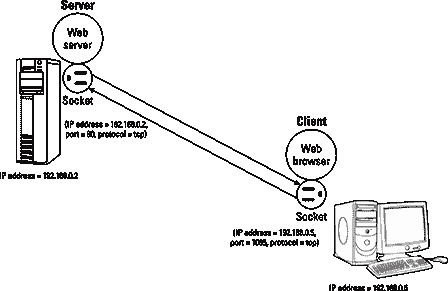 Server
Web
server
Socket
(IP address = 192.168.0.2,
port = 80, protocol = tcp)
IP address = 192.168.0.2
Client
Web
browser
Socket
(IP address = 192.168.0.5,
port = 1065, protocol = tcp)
IP address = 192.168.0.5